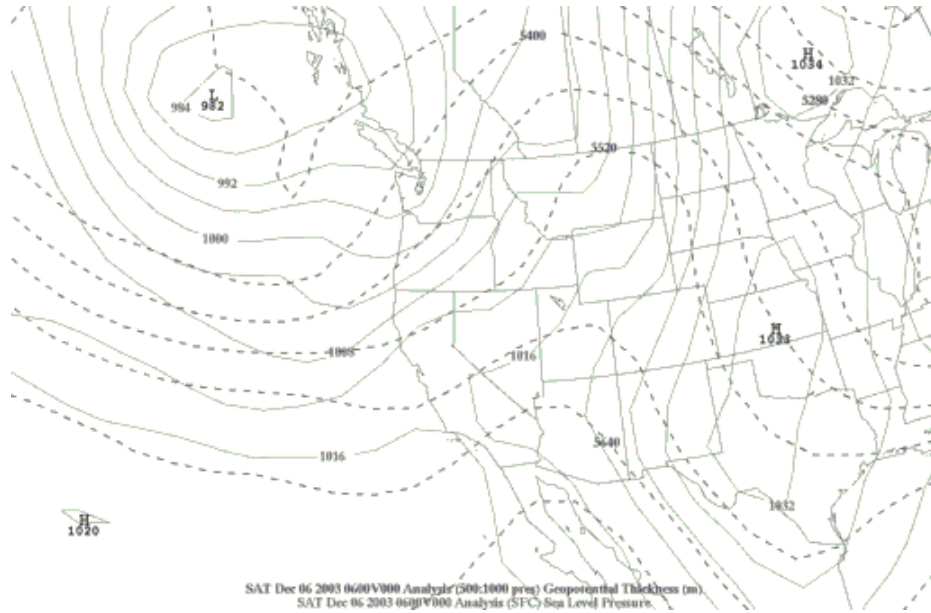 5400
H
1034
1032
5280
L
984
982
5520
992
1000
H
1033
1008
1016
5640
1016
1032
H
1020
SAT Dec 06 2003 0600V000 Analysis (500:1000 pres) Geopotential Thickness (m)
SAT Dec 06 2003 0600V000 Analysis (SFC) Sea Level Pressure